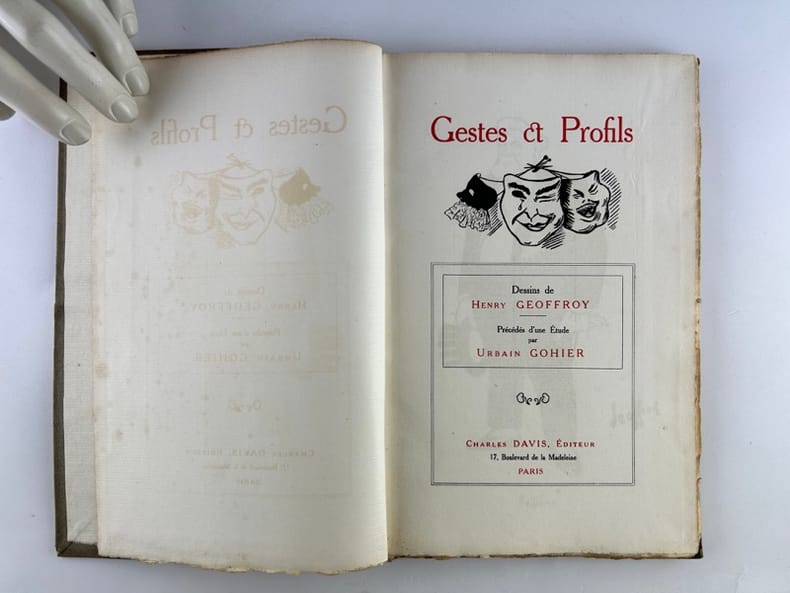 Gestes et Profils
Dessins de
HENRY GEOFFROY
Précédés d'une Étude
par
URBAIN GOHIER
CHARLES DAVIS, ÉDITEUR
17, Boulevard de la Madeleine
PARIS